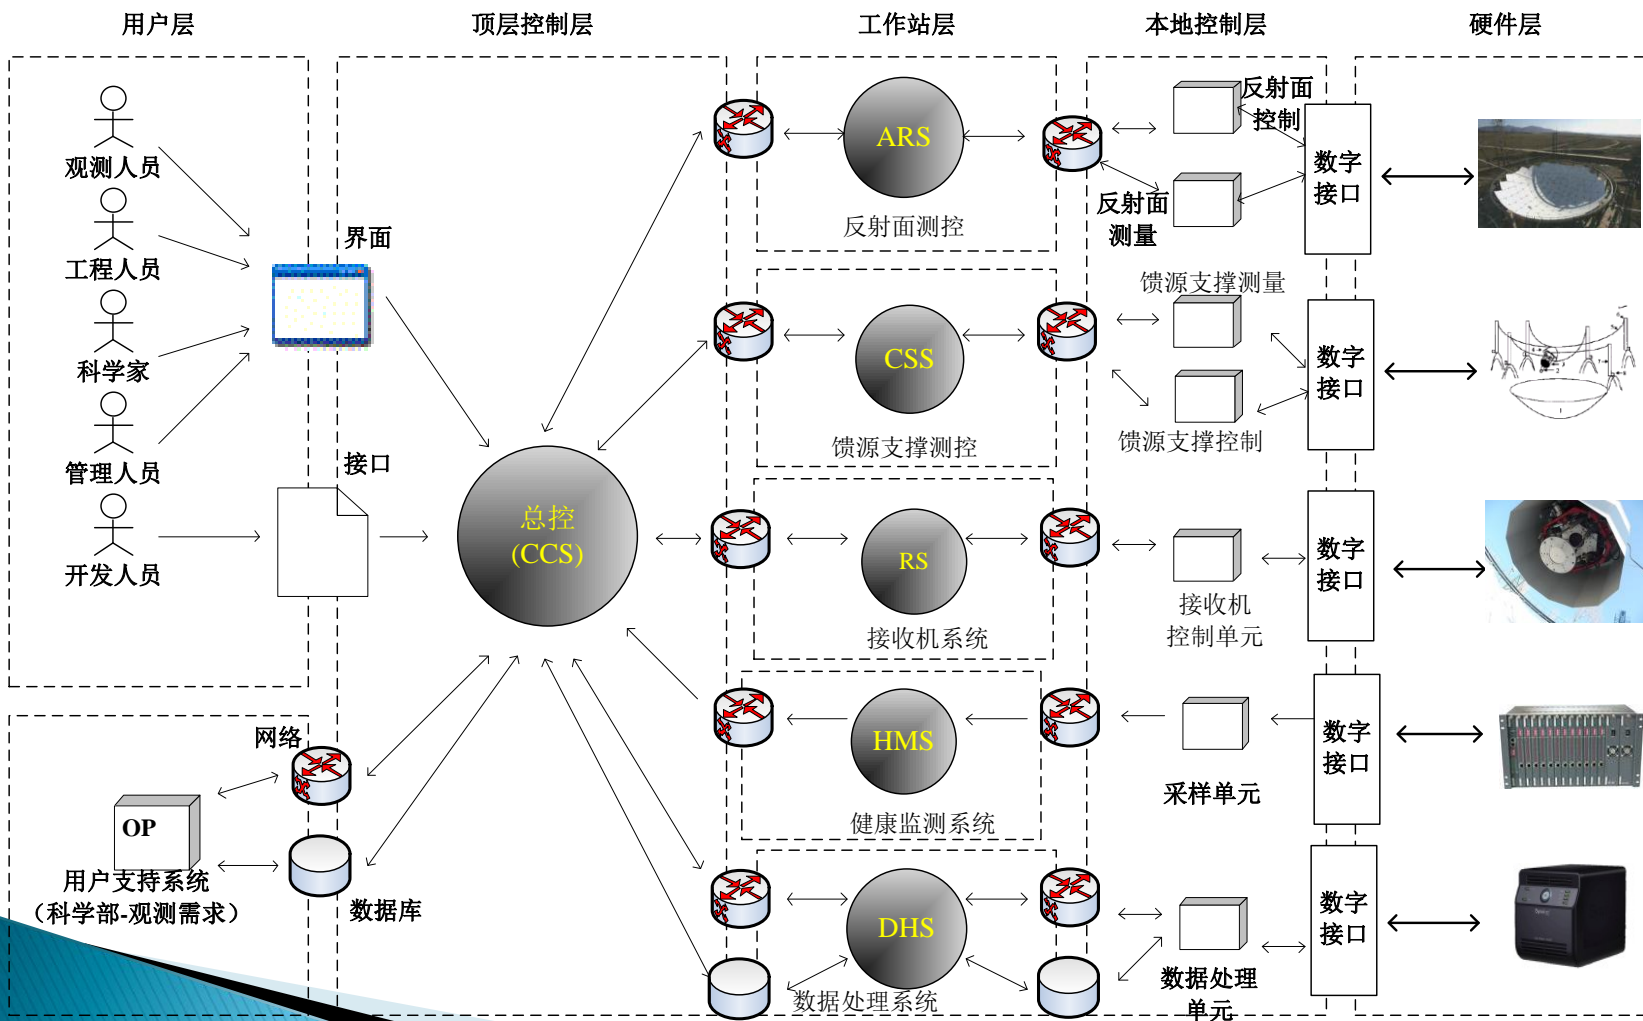 用户层
顶层控制层
工作站层
本地控制层
硬件层
观测人员
工程人员
科学家
管理人员
开发人员
界面
接口
总控
(CCS)
网络
数据库
OP
用户支持系统
（科学部-观测需求）
ARS
反射面测控
CSS
馈源支撑测控
RS
接收机系统
HMS
健康监测系统
DHS
数据处理系统
反射面
控制
反射面
测量
馈源支撑测量
馈源支撑控制
接收机
控制单元
采样单元
数据处理
单元
数字
接口
数字
接口
数字
接口
数字
接口
数字
接口